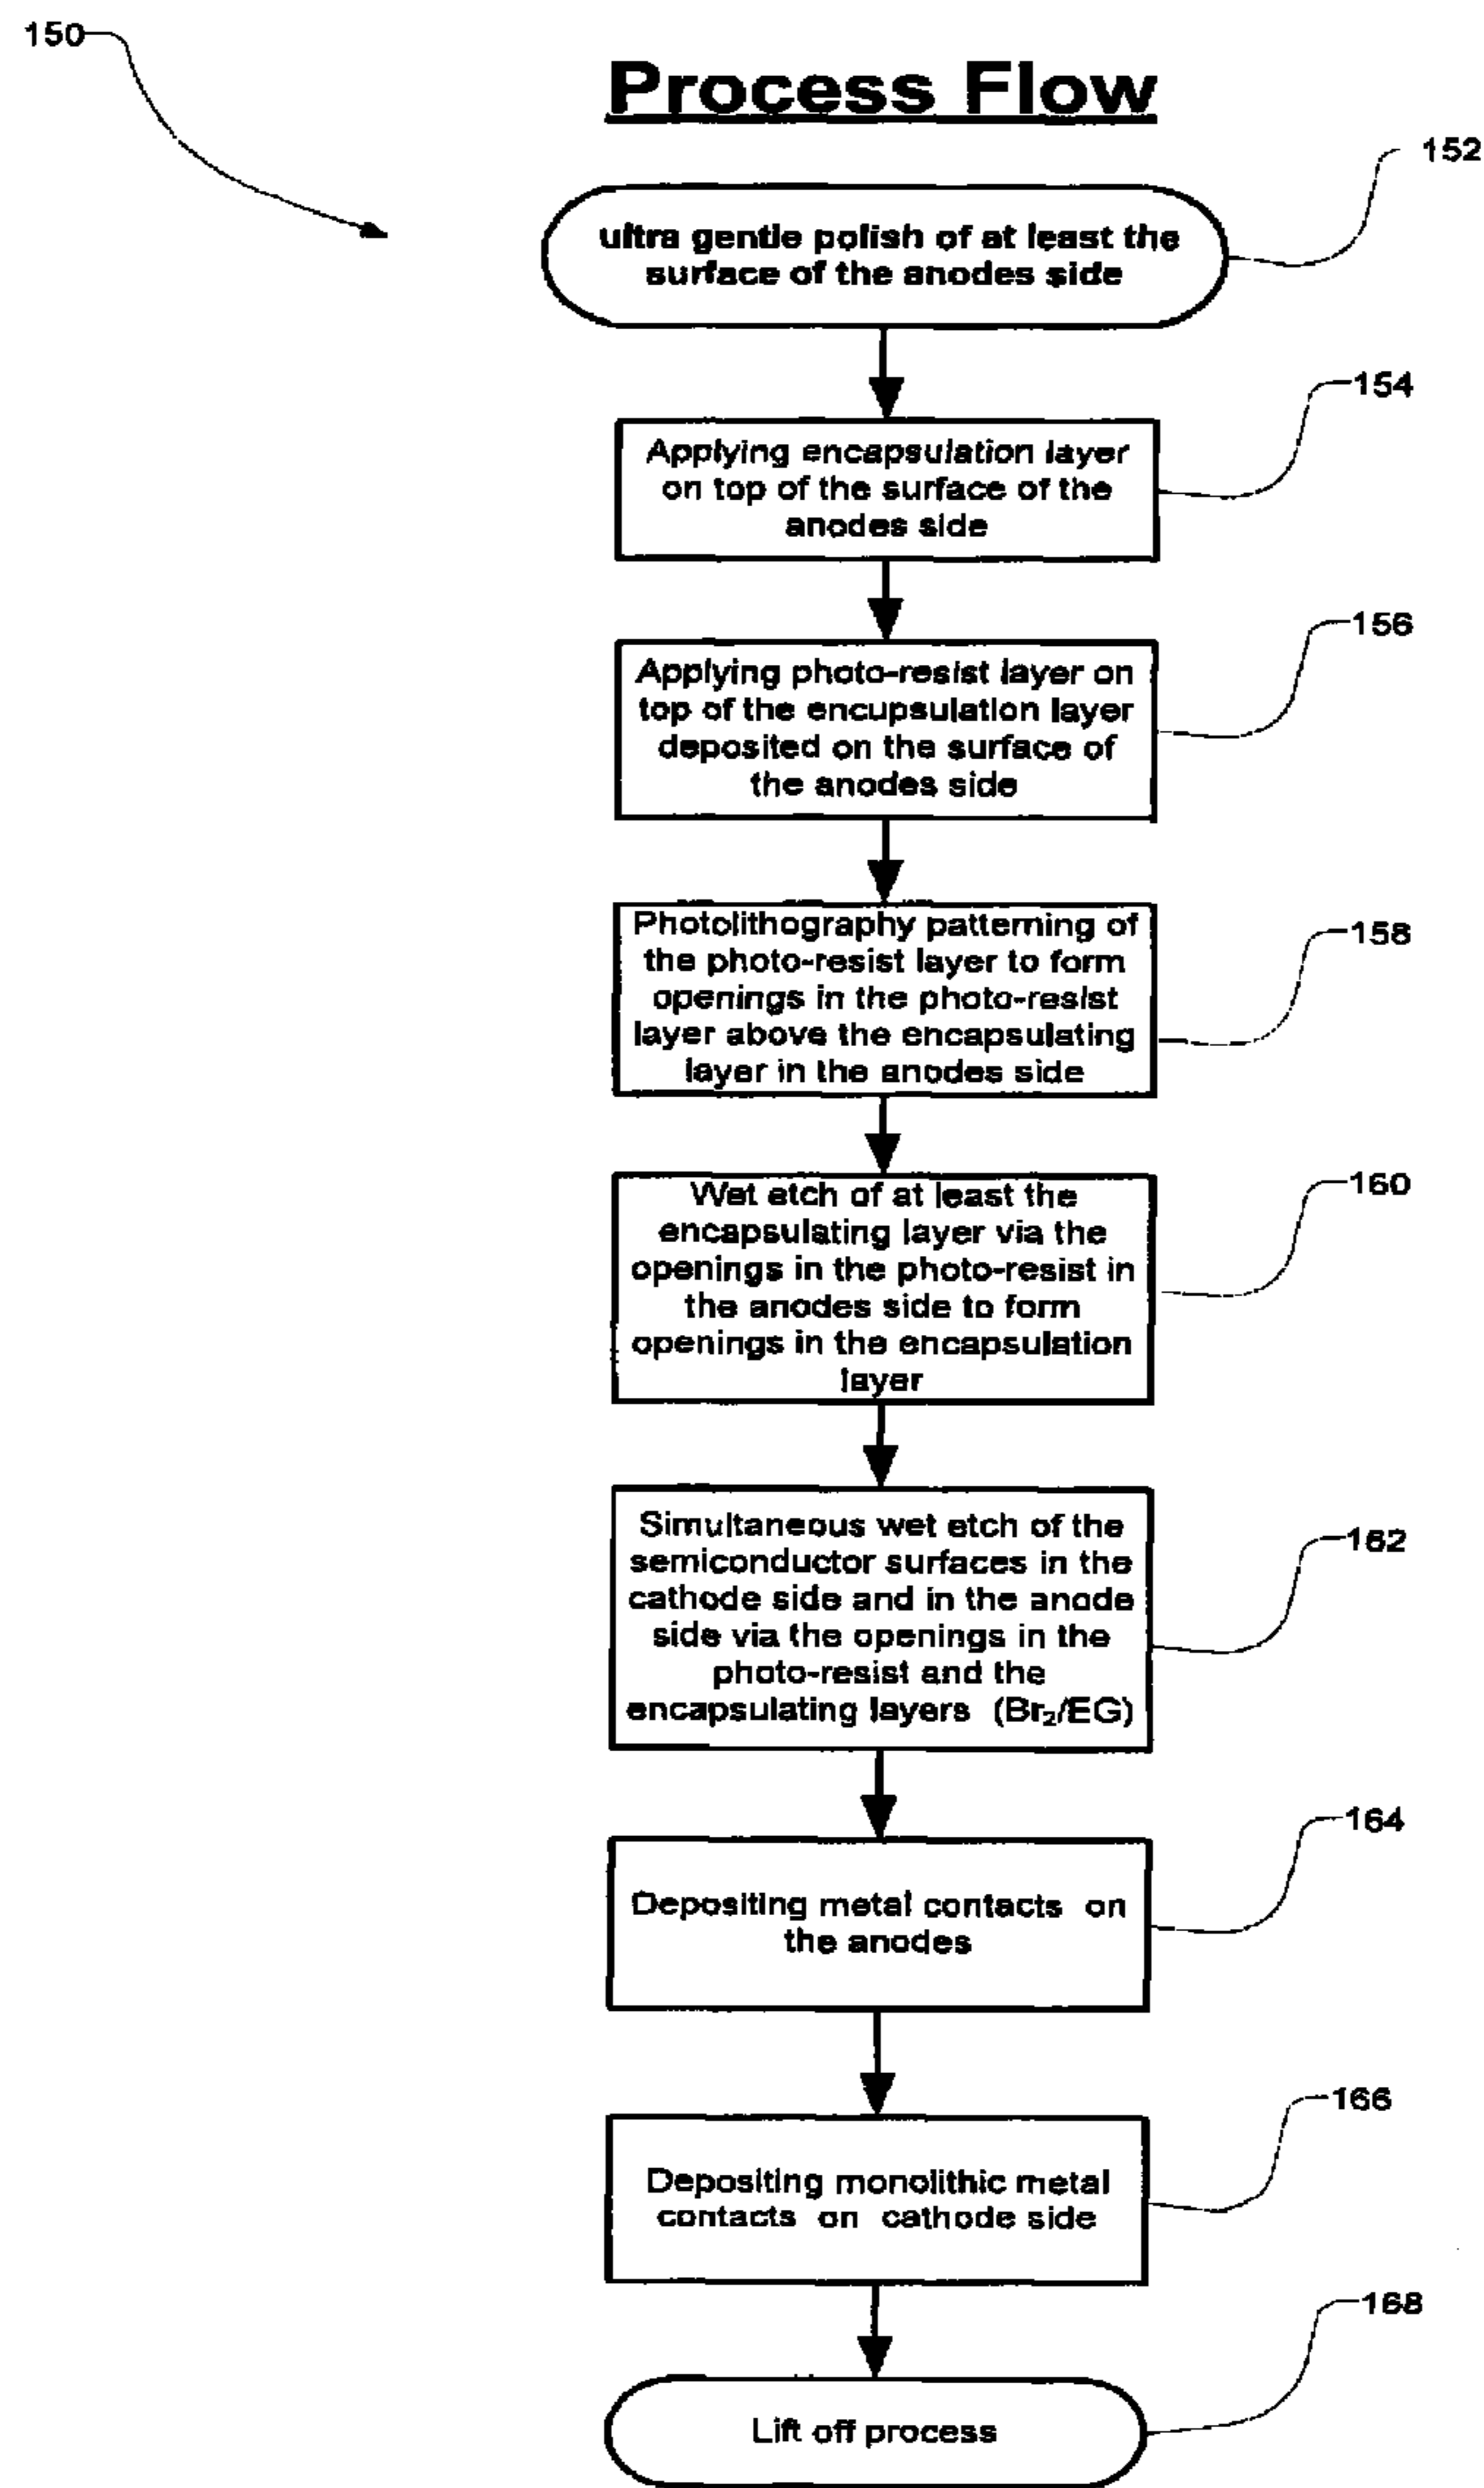 150
Process Flow
152
ultra gentle polish of at least the
surface of the anodes side
154
Applying encapsulation layer
on top of the surface of the
anodes side
156
Applying photo-resist layer on
top of the encupsulation layer
deposited on the surface of
the anodes side
158
Photolithography patterning of
the photo-resist layer to form
openings in the photo-resist
layer above the encapsulating
layer in the anodes side
160
Wet etch of at least the
encapsulating layer via the
openings in the photo-resist in
the anodes side to form
openings in the encapsulation
layer
162
Simultaneous wet etch of the
semiconductor surfaces in the
cathode side and in the anode
side via the openings in the
photo-resist and the
encapsulating layers (Br₂/EG)
164
Depositing metal contacts on
the anodes
166
Depositing monolithic metal
contacts on cathode side
168
Lift off process